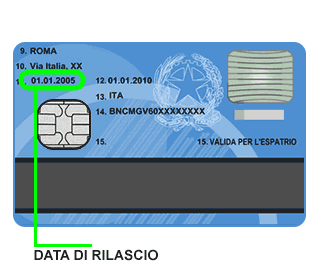 9. ROMA
10. Via Italia, XX
01.01.2005
12. 01.01.2010
13. ITA
14. BNCMGV60XXXXXXXX
15.
15. VALIDA PER L'ESPATRIO
DATA DI RILASCIO